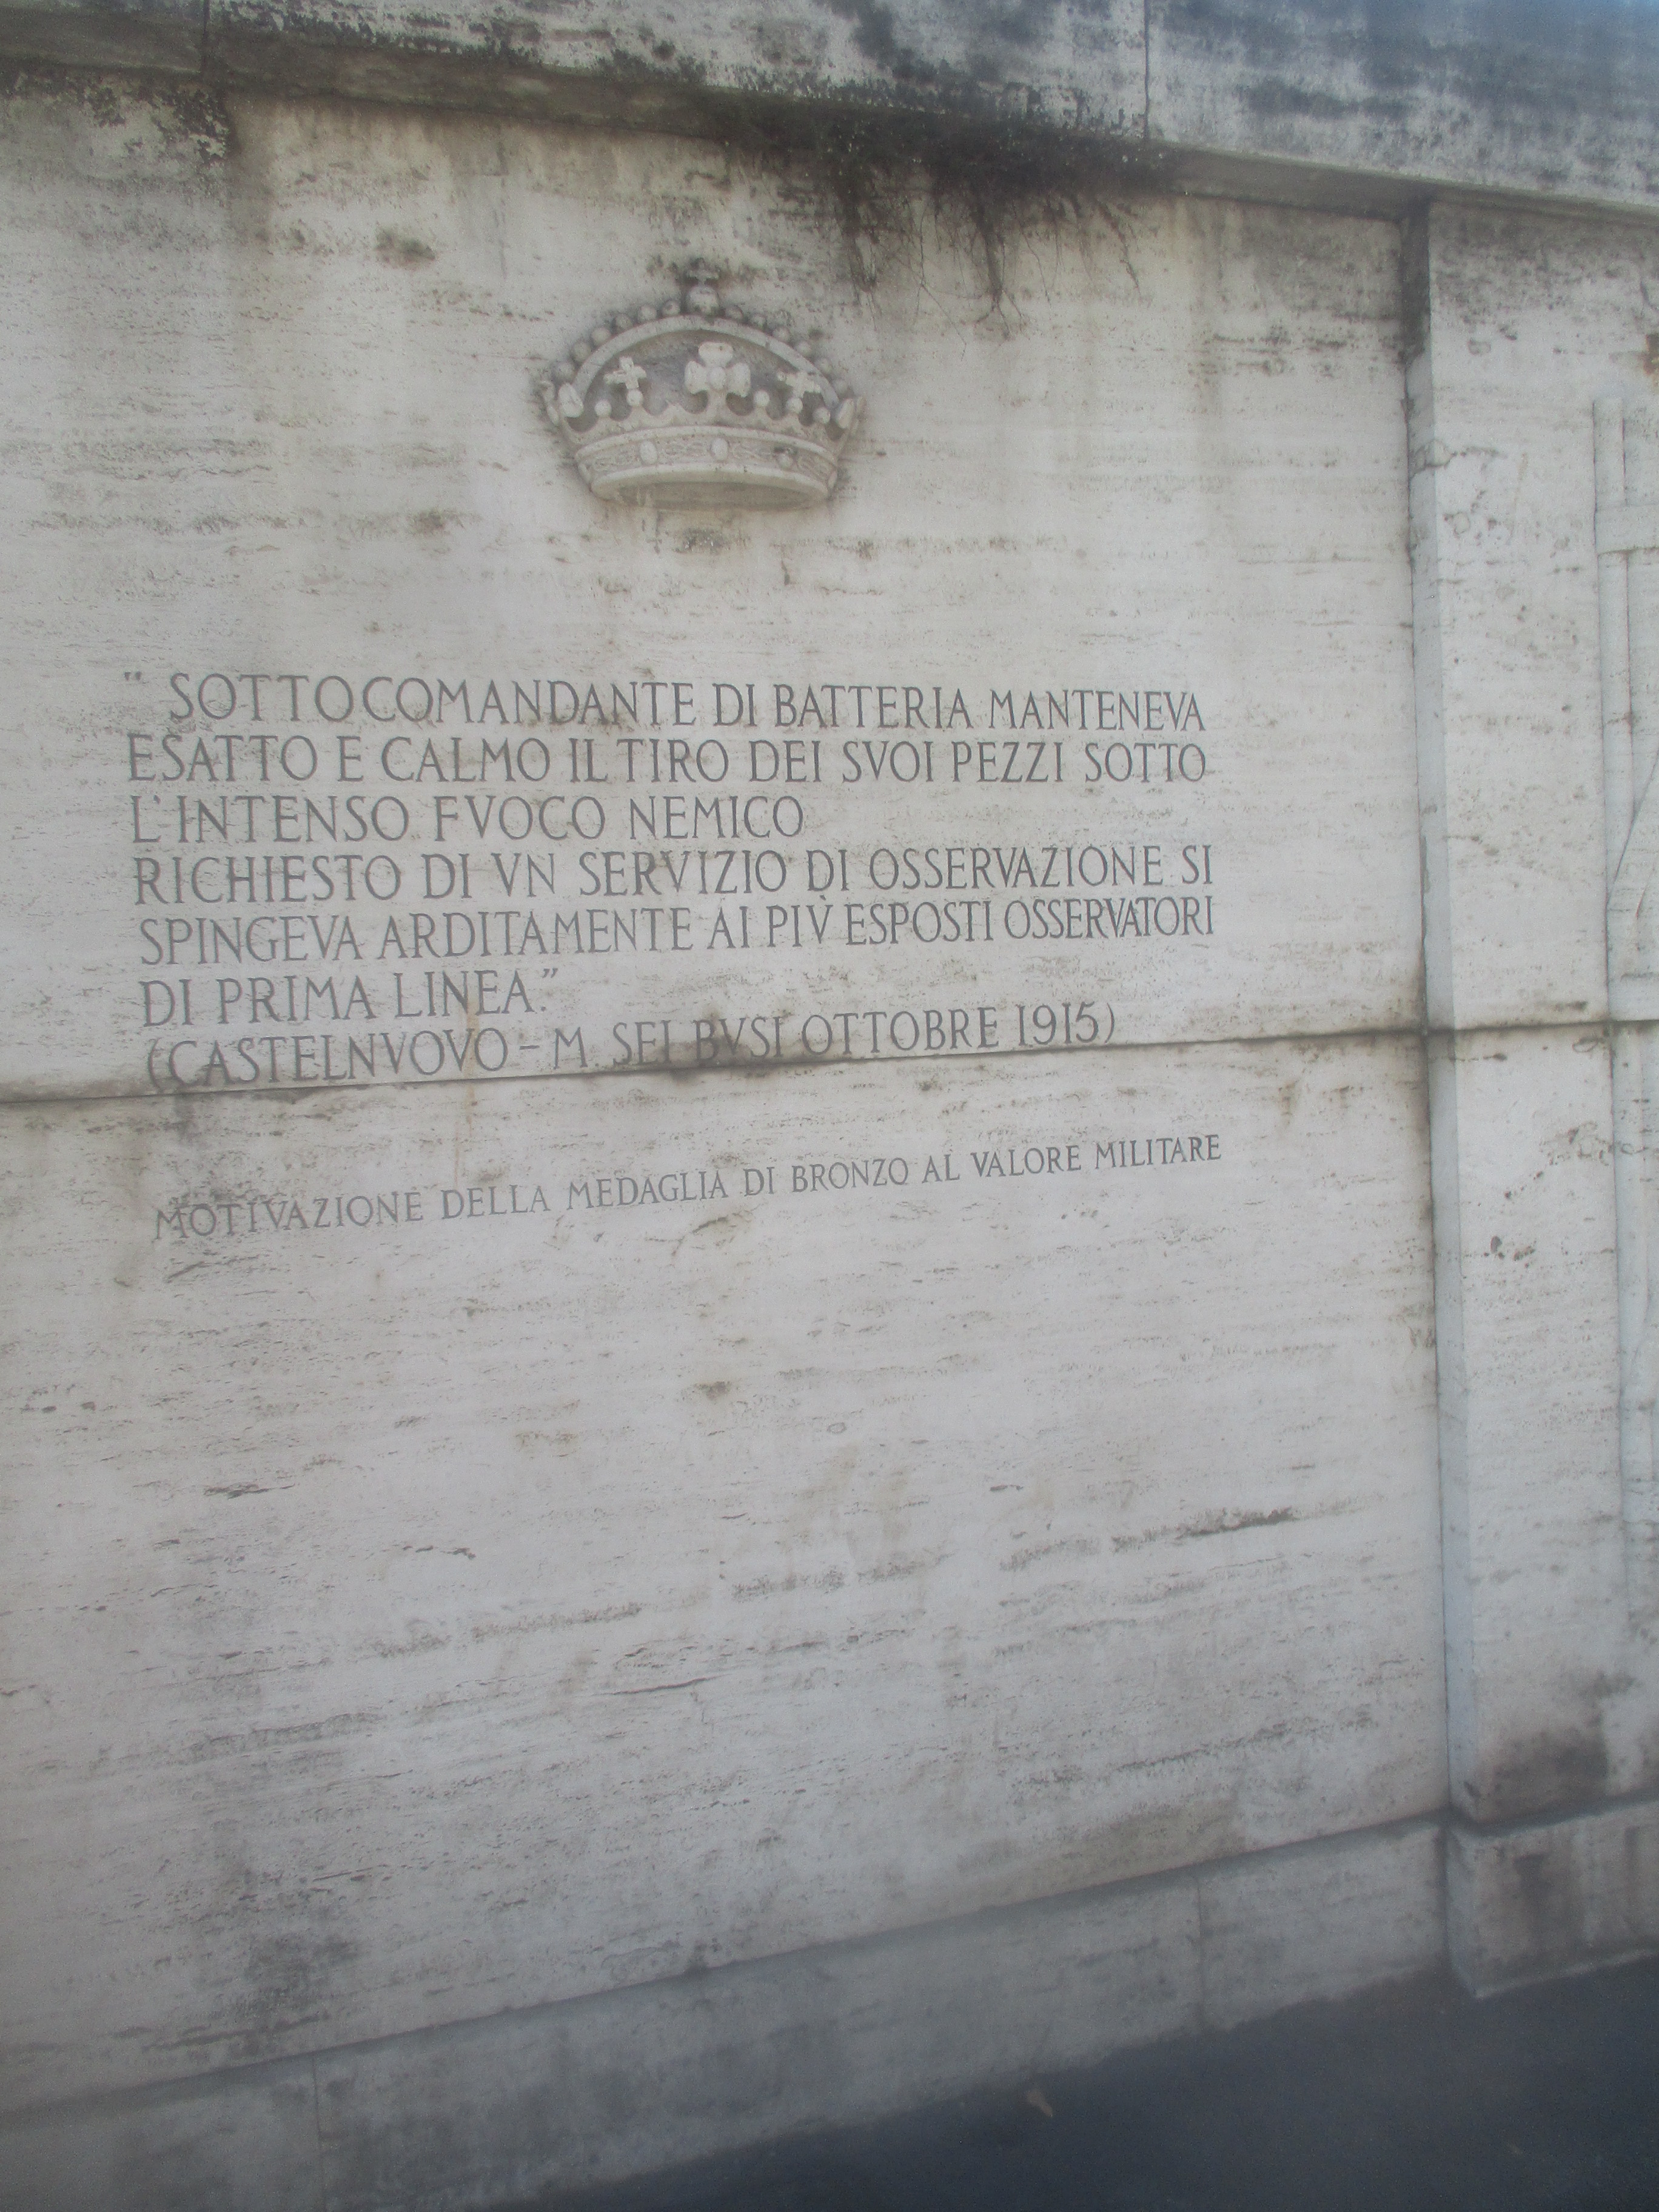 " SOTTOCOMANDANTE DI BATTERIA MANTENEVA
ESATTO E CALMO IL TIRO DEI SVOI PEZZI SOTTO
L'INTENSO FVOCO NEMICO
RICHIESTO DI VN SERVIZIO DI OSSERVAZIONE SI
SPINGEVA ARDITAMENTE AI PIV̀ ESPOSTI OSSERVATORI
DI PRIMA LINEA."
(CASTELNVOVO - M. SEI BVSI OTTOBRE 1915)
MOTIVAZIONE DELLA MEDAGLIA DI BRONZO AL VALORE MILITARE